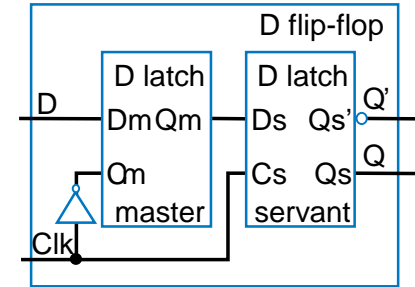 D flip-flop
D latch
D latch
D
Dm Qm
Ds Qs'
Q'
Cm
Cs Qs
Q
master
servant
Clk